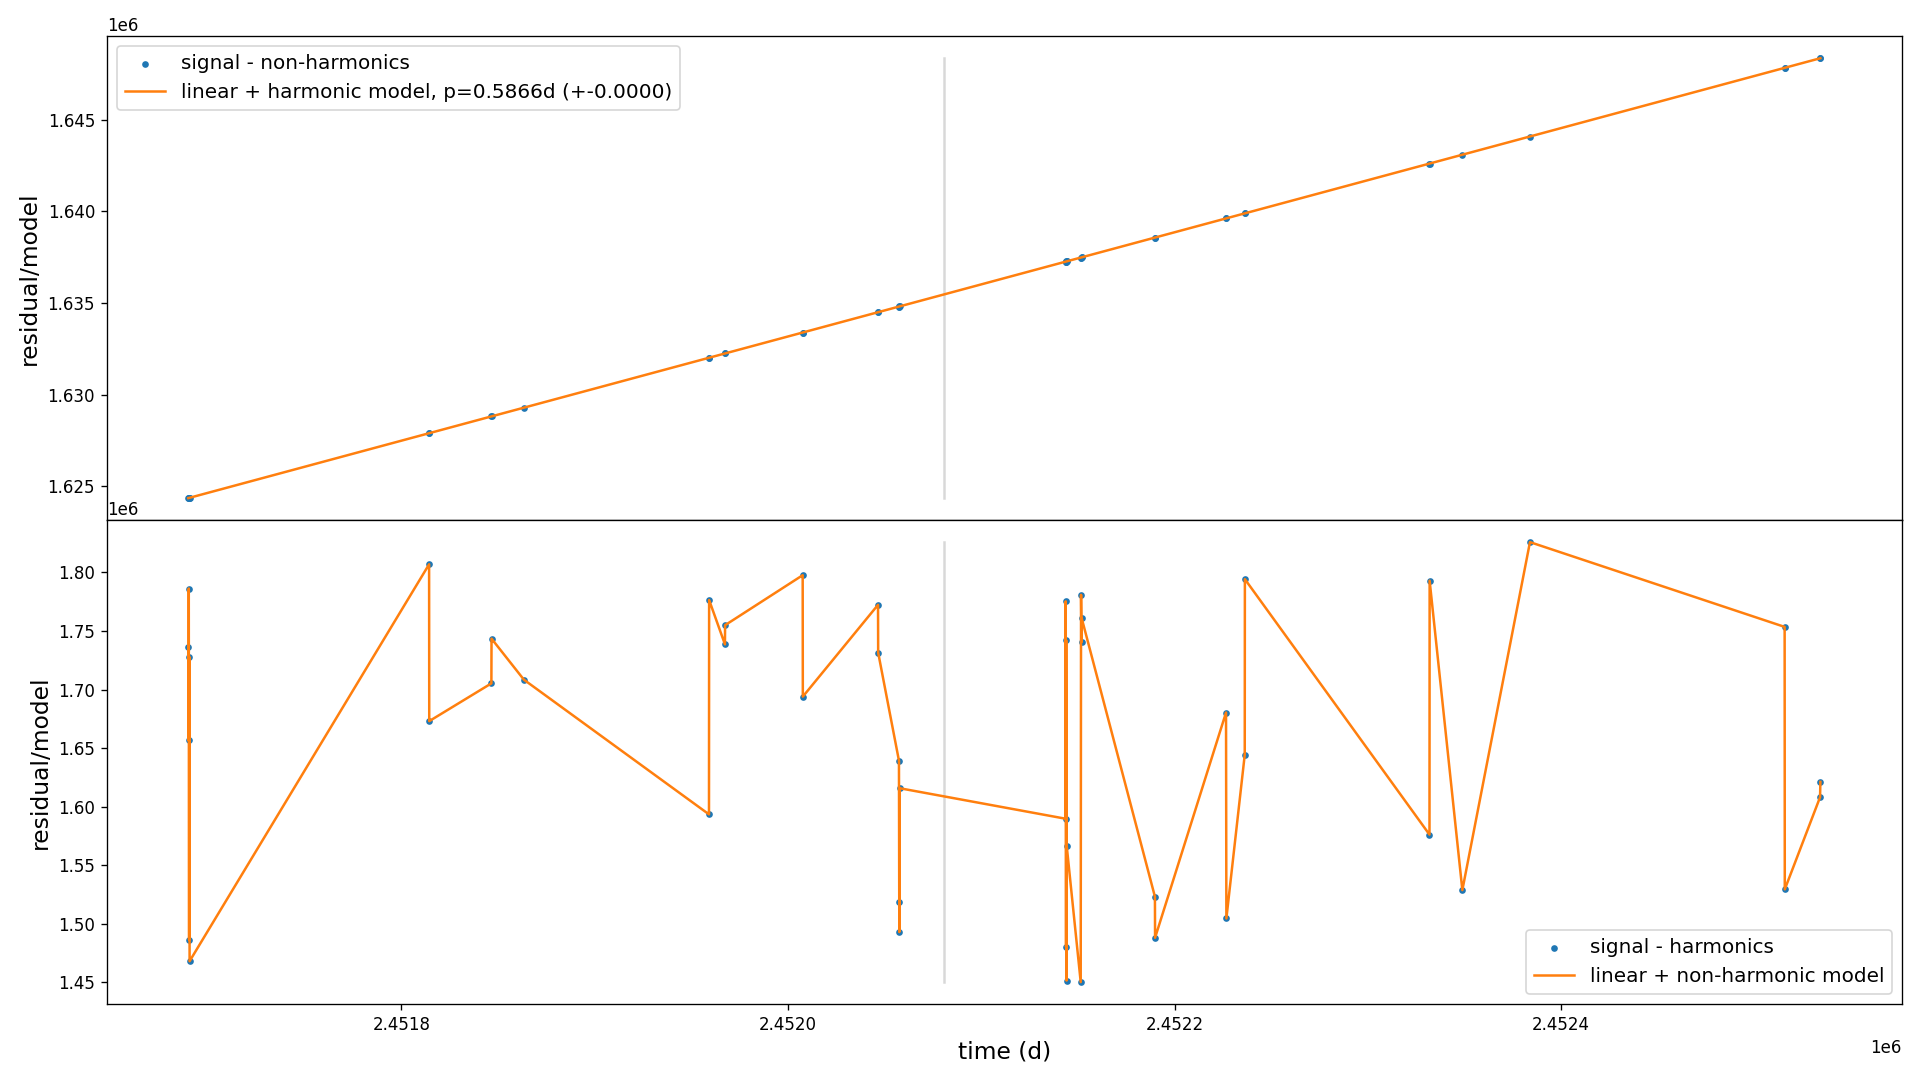 1e6
signal - non-harmonics
linear + harmonic model, p=0.5866d (+-0.0000)
1.645
1.640
1.635
1.630
1.625
residual/model
1e6
1.80
1.75
1.70
1.65
1.60
1.55
1.50
1.45
residual/model
signal - harmonics
linear + non-harmonic model
2.4518
2.4520
2.4522
2.4524
time (d)
1e6